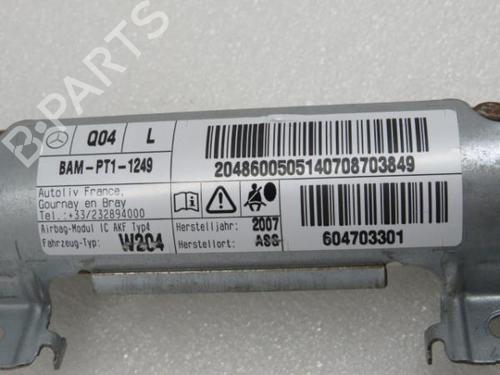 B-PARTS
Q04 L
BAM-PT1-1249
2048600505140708703849
Autoliv France,
Gournay en Bray
Tel.:+33/232894000
Airbag-Modul IC AKF Typ4
Fahrzeug-Typ: W204
Herstelljahr: 2007
Herstellort: ASG
604703301